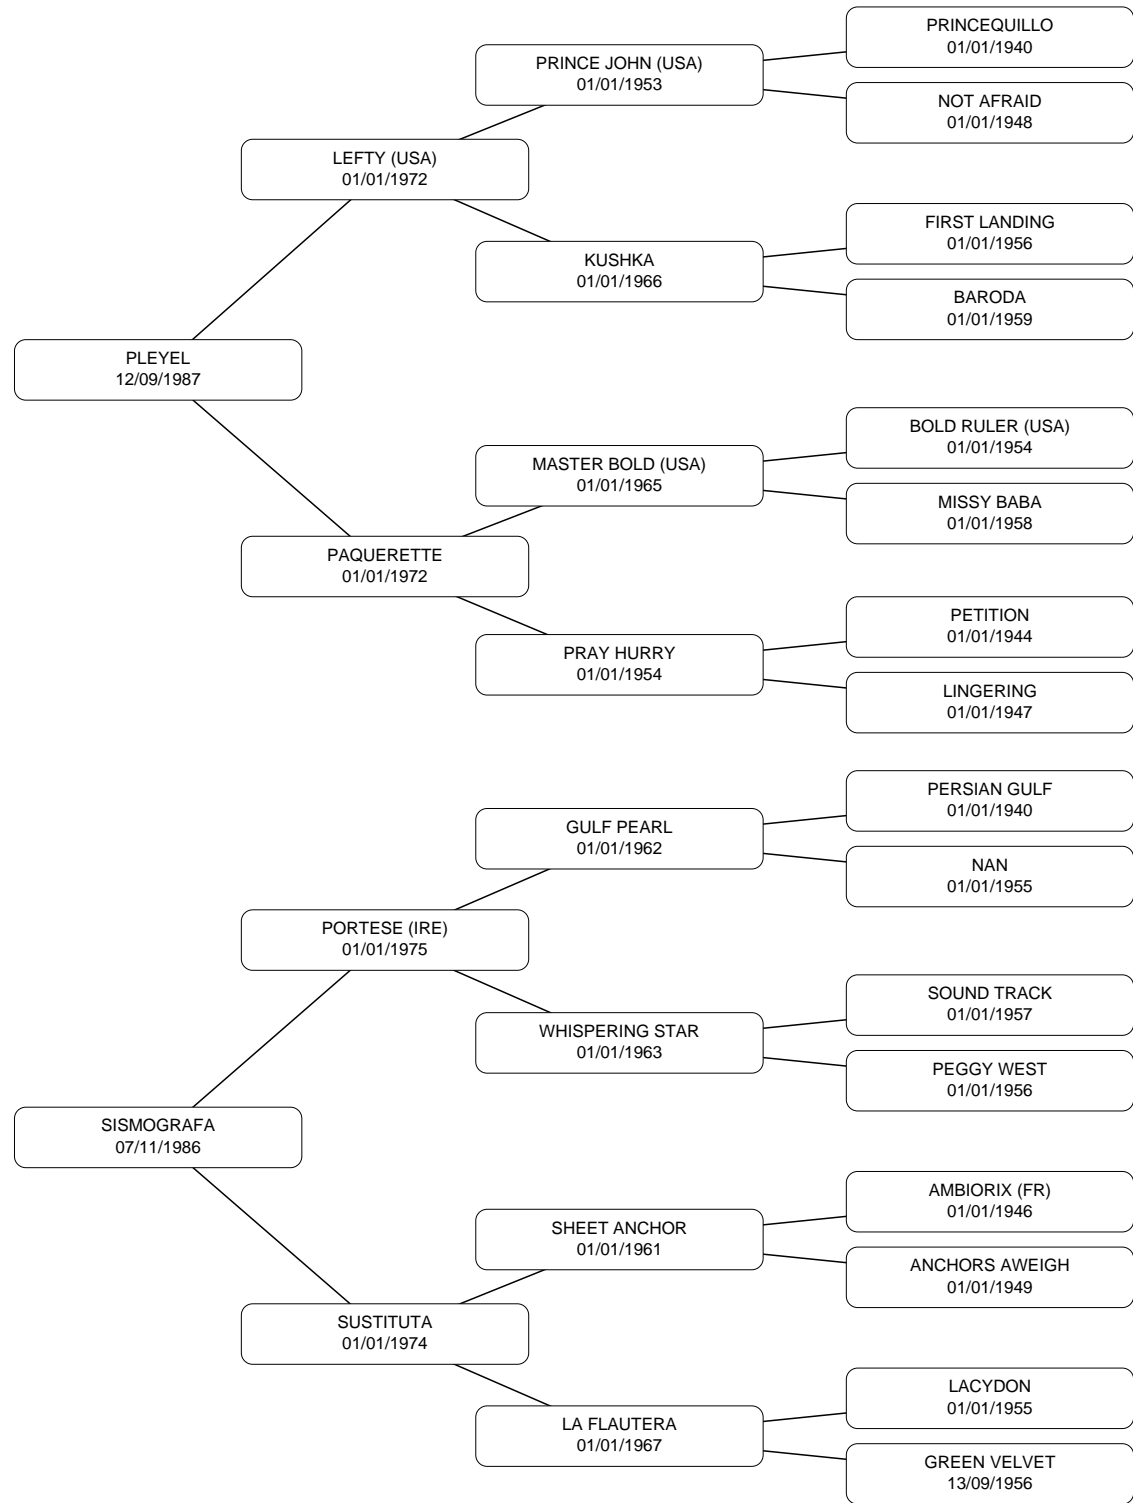 PRINCEQUILLO
01/01/1940
PRINCE JOHN (USA)
01/01/1953
NOT AFRAID
01/01/1948
LEFTY (USA)
01/01/1972
FIRST LANDING
01/01/1956
KUSHKA
01/01/1966
BARODA
01/01/1959
PLEYEL
12/09/1987
BOLD RULER (USA)
01/01/1954
MASTER BOLD (USA)
01/01/1965
MISSY BABA
01/01/1958
PAQUERETTE
01/01/1972
PETITION
01/01/1944
PRAY HURRY
01/01/1954
LINGERING
01/01/1947
PERSIAN GULF
01/01/1940
GULF PEARL
01/01/1962
NAN
01/01/1955
PORTESE (IRE)
01/01/1975
SOUND TRACK
01/01/1957
WHISPERING STAR
01/01/1963
PEGGY WEST
01/01/1956
SISMOGRAFA
07/11/1986
AMBIORIX (FR)
01/01/1946
SHEET ANCHOR
01/01/1961
ANCHORS AWEIGH
01/01/1949
SUSTITUTA
01/01/1974
LACYDON
01/01/1955
LA FLAUTERA
01/01/1967
GREEN VELVET
13/09/1956